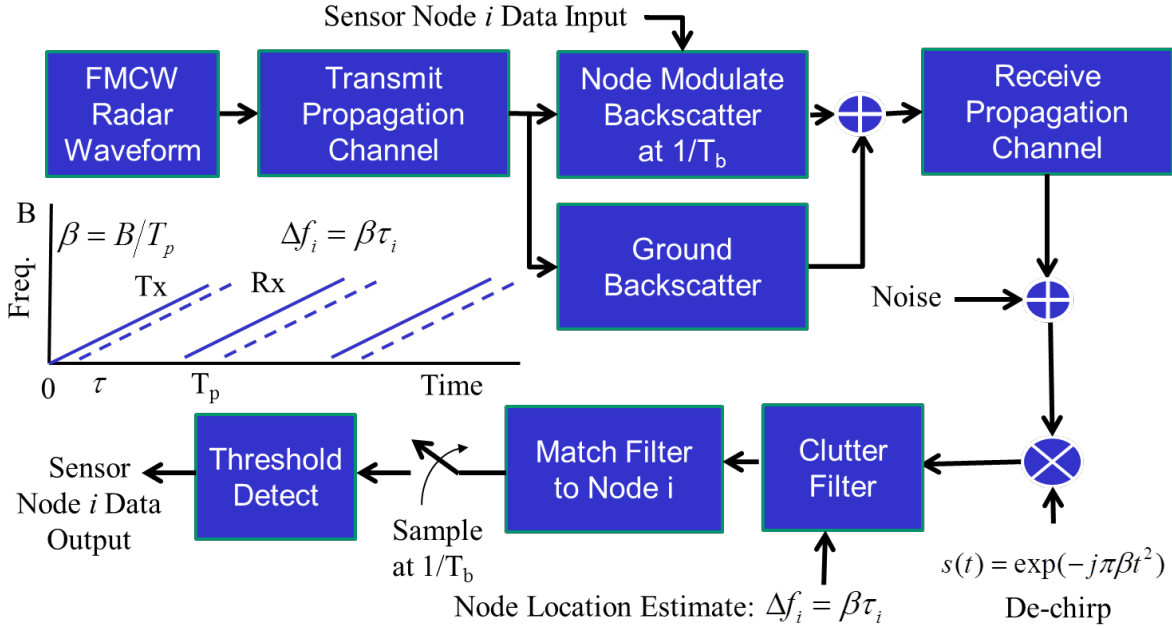 Sensor Node i Data Input
FMCW
Radar
Waveform
Transmit
Propagation
Channel
Node Modulate
Backscatter
at 1/T_b
Receive
Propagation
Channel
Ground
Backscatter
B
β = B/T_p
Δf_i = βτ_i
Freq.
Tx
Rx
0
τ
T_p
Time
Noise
Sensor
Node i Data
Output
Threshold
Detect
Sample
at 1/T_b
Match Filter
to Node i
Clutter
Filter
Node Location Estimate: Δf_i = βτ_i
s(t) = exp(−jπβt²)
De-chirp